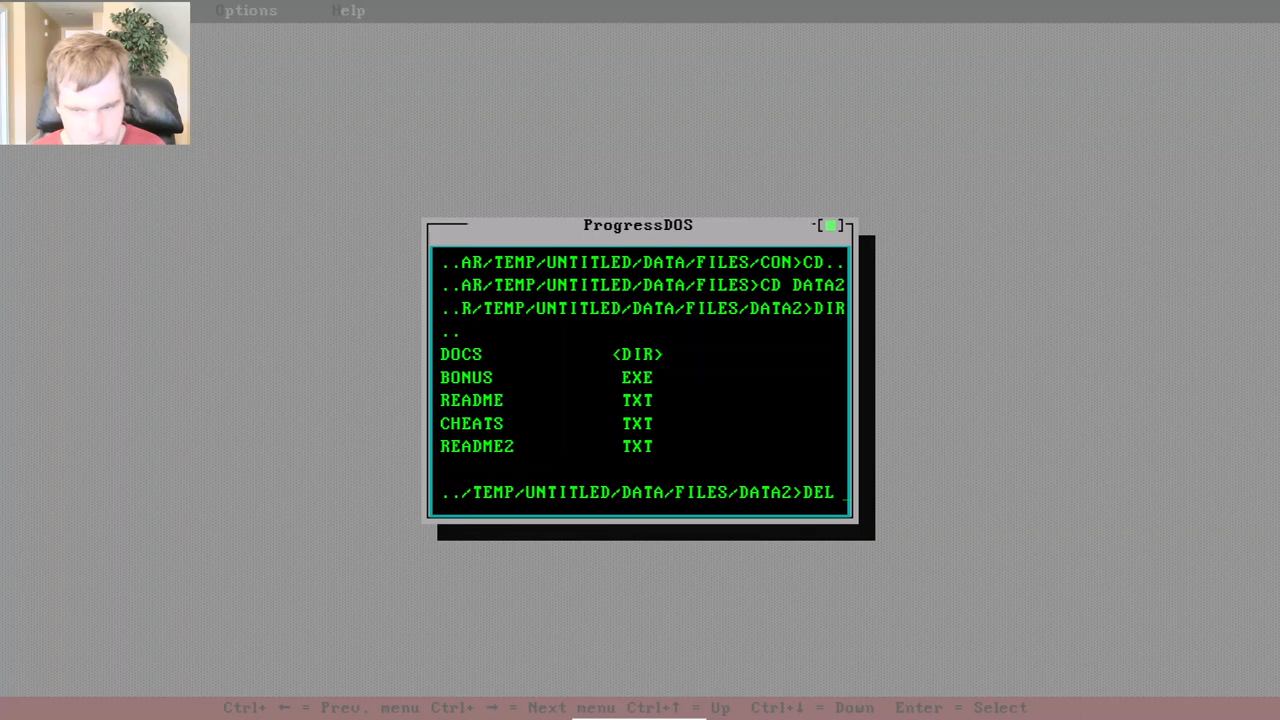 Options Help
ProgressDOS
[ ]
..AR/TEMP/UNTITLED/DATA/FILES/CON>CD..
..AR/TEMP/UNTITLED/DATA/FILES>CD DATA2
..R/TEMP/UNTITLED/DATA/FILES/DATA2>DIR
..
DOCS <DIR>
BONUS EXE
README TXT
CHEATS TXT
README2 TXT
../TEMP/UNTITLED/DATA/FILES/DATA2>DEL _
Ctrl+ ← = Prev. menu Ctrl+ → = Next menu Ctrl+↑ = Up Ctrl+↓ = Down Enter = Select